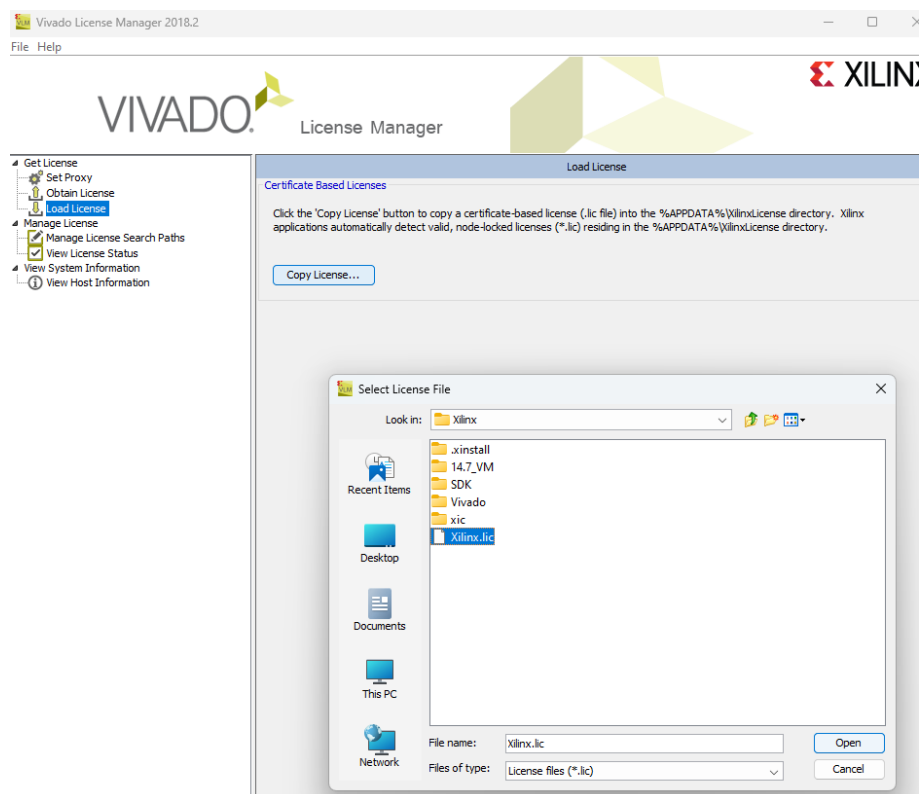 Vivado License Manager 2018.2
File Help
VIVADO. License Manager
XILINX
Get License
Set Proxy
Obtain License
Load License
Manage License
Manage License Search Paths
View License Status
View System Information
View Host Information
Load License
Certificate Based Licenses
Click the 'Copy License' button to copy a certificate-based license (.lic file) into the %APPDATA%\XilinxLicense directory. Xilinx
applications automatically detect valid, node-locked licenses (*.lic) residing in the %APPDATA%\XilinxLicense directory.
Copy License...
VLM Select License File
Look in: Xilinx
Recent Items
Desktop
Documents
This PC
Network
.xinstall
14.7_VM
SDK
Vivado
xic
Xilinx.lic
File name: Xilinx.lic Open
Files of type: License files (*.lic) Cancel